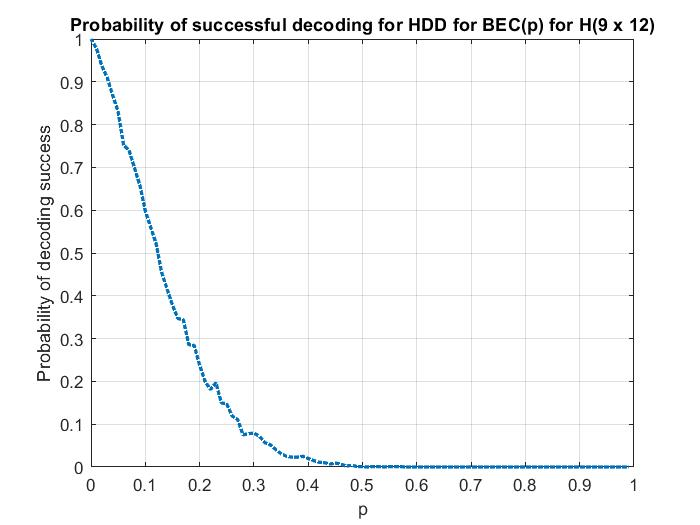 Probability of successful decoding for HDD for BEC(p) for H(9 x 12)
1
0.9
0.8
0.7
0.6
0.5
0.4
0.3
0.2
0.1
0
Probability of decoding success
0 0.1 0.2 0.3 0.4 0.5 0.6 0.7 0.8 0.9 1
p